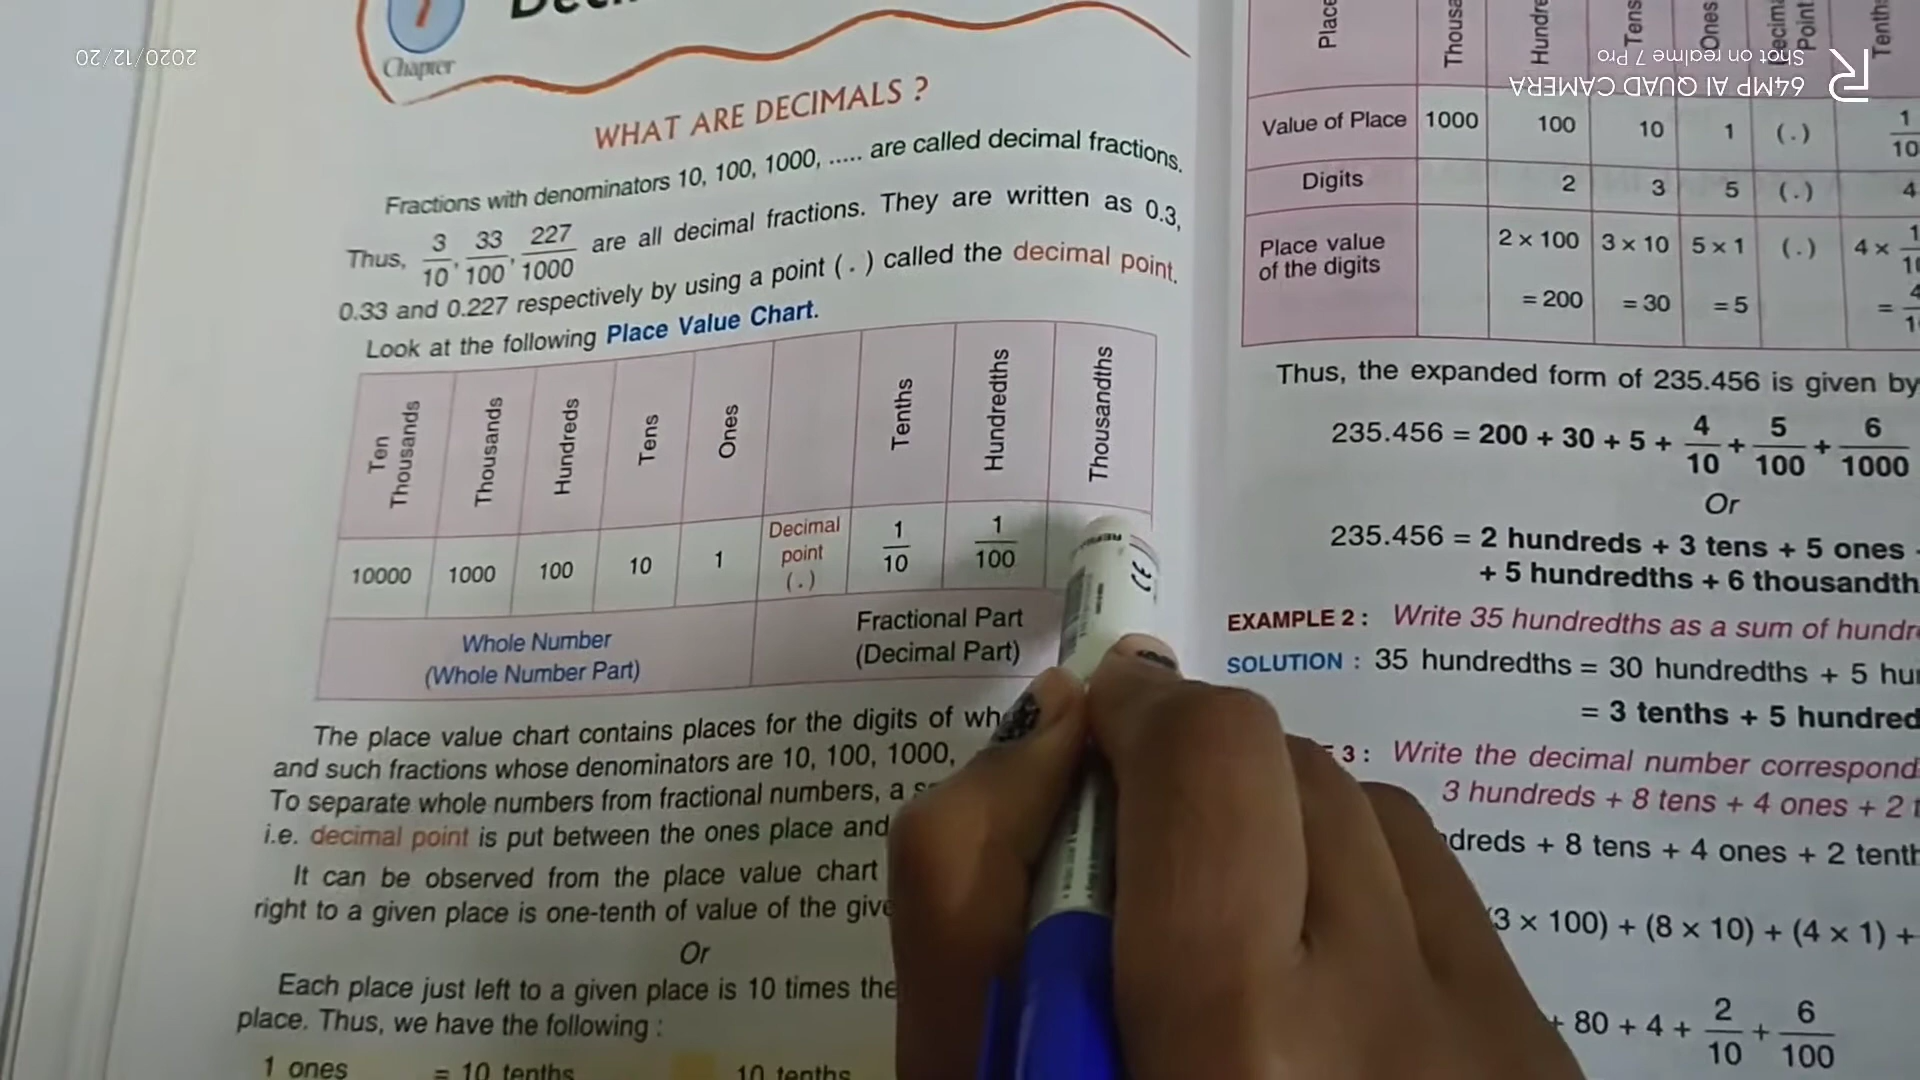 2020/12/20
Shot on realme 7 Pro
64MP AI QUAD CAMERA
7
Chapter
WHAT ARE DECIMALS ?
Fractions with denominators 10, 100, 1000, ..... are called decimal fractions.
Thus, 3/10, 33/100, 227/1000 are all decimal fractions. They are written as 0.3,
0.33 and 0.227 respectively by using a point ( . ) called the decimal point.
Look at the following Place Value Chart.
Ten Thousands Thousands Hundreds Tens Ones Tenths Hundredths Thousandths
10000 1000 100 10 1 Decimal point (.) 1/10 1/100
Whole Number Fractional Part
(Whole Number Part) (Decimal Part)
The place value chart contains places for the digits of
and such fractions whose denominators are 10, 100, 1000,
To separate whole numbers from fractional numbers, a
i.e. decimal point is put between the ones place and
It can be observed from the place value chart
right to a given place is one-tenth of value of the
Or
Each place just left to a given place is 10 times the
place. Thus, we have the following :
1 ones = 10 tenths 10 tenths
Place Tens Ones Point
Value of Place 1000 100 10 1 (.) 1/10
Digits 2 3 5 (.) 4
Place value of the digits 2 × 100 3 × 10 5 × 1 (.) 4 ×
= 200 = 30 = 5 =
Thus, the expanded form of 235.456 is given by
235.456 = 200 + 30 + 5 + 4/10 + 5/100 + 6/1000
Or
235.456 = 2 hundreds + 3 tens + 5 ones
+ 5 hundredths + 6
EXAMPLE 2 : Write 35 hundredths as a sum of
SOLUTION : 35 hundredths = 30 hundredths + 5
= 3 tenths + 5
3 : Write the decimal number
3 hundreds + 8 tens + 4 ones + 2
+ 8 tens + 4 ones + 2
(3 × 100) + (8 × 10) + (4 × 1) +
+ 80 + 4 + 2/10 + 6/100